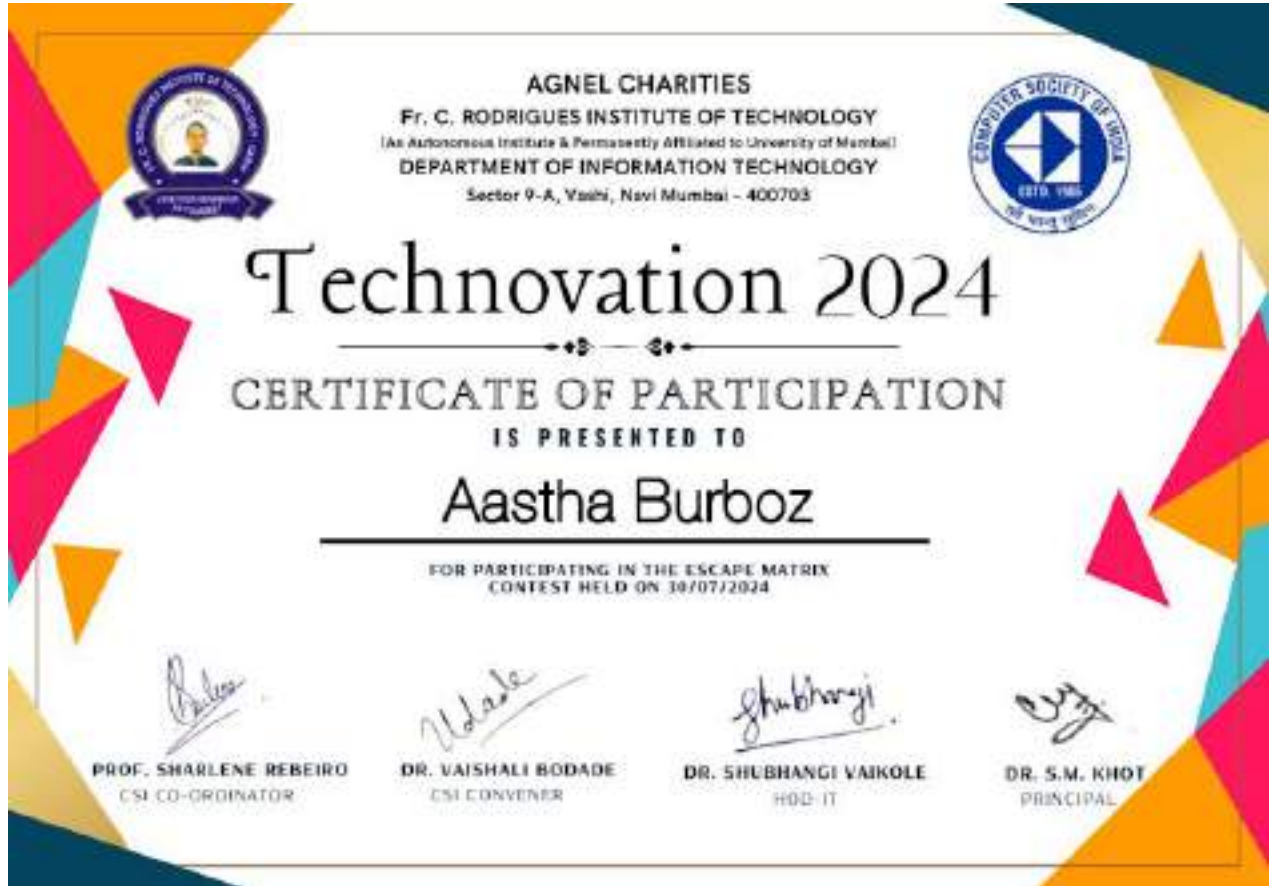 AGNEL CHARITIES
Fr. C. RODRIGUES INSTITUTE OF TECHNOLOGY
(An Autonomous Institute & Permanently Affiliated to University of Mumbai)
DEPARTMENT OF INFORMATION TECHNOLOGY
Sector 9-A, Vashi, Navi Mumbai - 400703
COMPUTER SOCIETY OF INDIA
ESTD. 1965
Technovation 2024
CERTIFICATE OF PARTICIPATION
IS PRESENTED TO
Aastha Burboz
FOR PARTICIPATING IN THE ESCAPE MATRIX
CONTEST HELD ON 30/07/2024
Shubhangi
PROF. SHARLENE REBEIRO
CSI CO-ORDINATOR
DR. VAISHALI BODADE
CSI CONVENER
DR. SHUBHANGI VAIKOLE
HOD-IT
DR. S.M. KHOT
PRINCIPAL